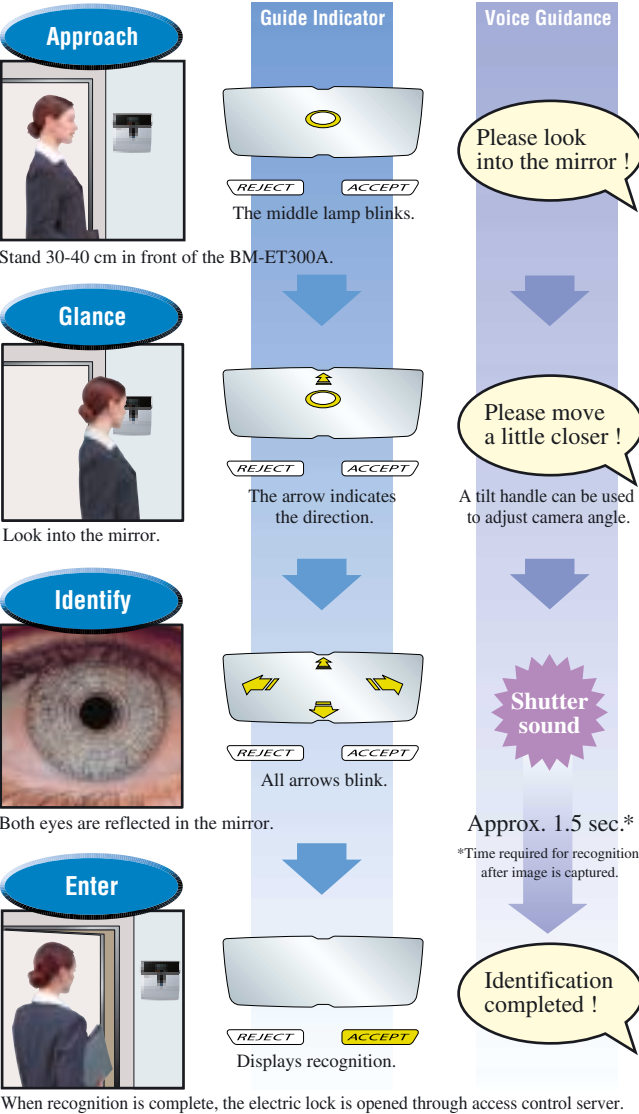 Guide Indicator
Voice Guidance
Approach
Please look
into the mirror !
REJECT
ACCEPT
The middle lamp blinks.
Stand 30-40 cm in front of the BM-ET300A.
Glance
Please move
a little closer !
REJECT
ACCEPT
The arrow indicates
the direction.
A tilt handle can be used
to adjust camera angle.
Look into the mirror.
Identify
Shutter
sound
REJECT
ACCEPT
All arrows blink.
Both eyes are reflected in the mirror.
Approx. 1.5 sec.*
*Time required for recognition
after image is captured.
Enter
Identification
completed !
REJECT
ACCEPT
Displays recognition.
When recognition is complete, the electric lock is opened through access control server.